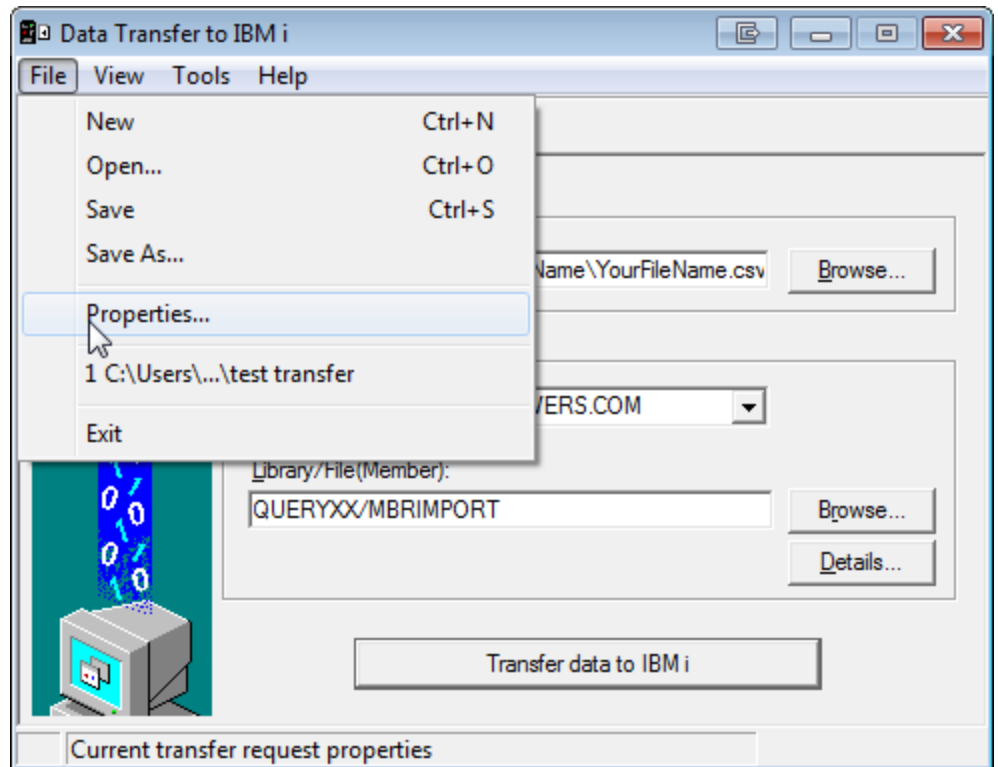 Data Transfer to IBM i
File View Tools Help
New Ctrl+N
Open... Ctrl+O
Save Ctrl+S
Save As...
Properties...
1 C:\Users\...\test transfer
Exit
Name\YourFileName.csv Browse...
VERS.COM
Library/File(Member):
QUERYXX/MBRIMPORT Browse...
Details...
Transfer data to IBM i
Current transfer request properties